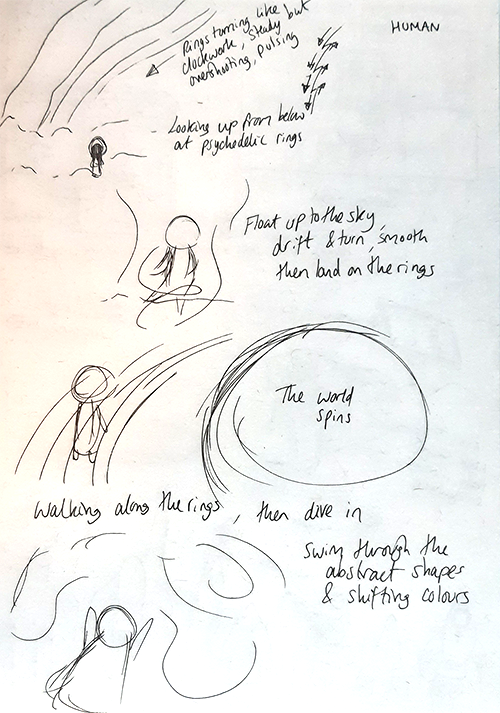 HUMAN
Rings turning like but
clockwork, steady
overshooting, pulsing
Looking up from below
at psychedelic rings
Float up to the sky
drift & turn, smooth
then land on the rings
The world
spins
Walking along the rings, then dive in
Swim through the
abstract shapes
& shifting colours